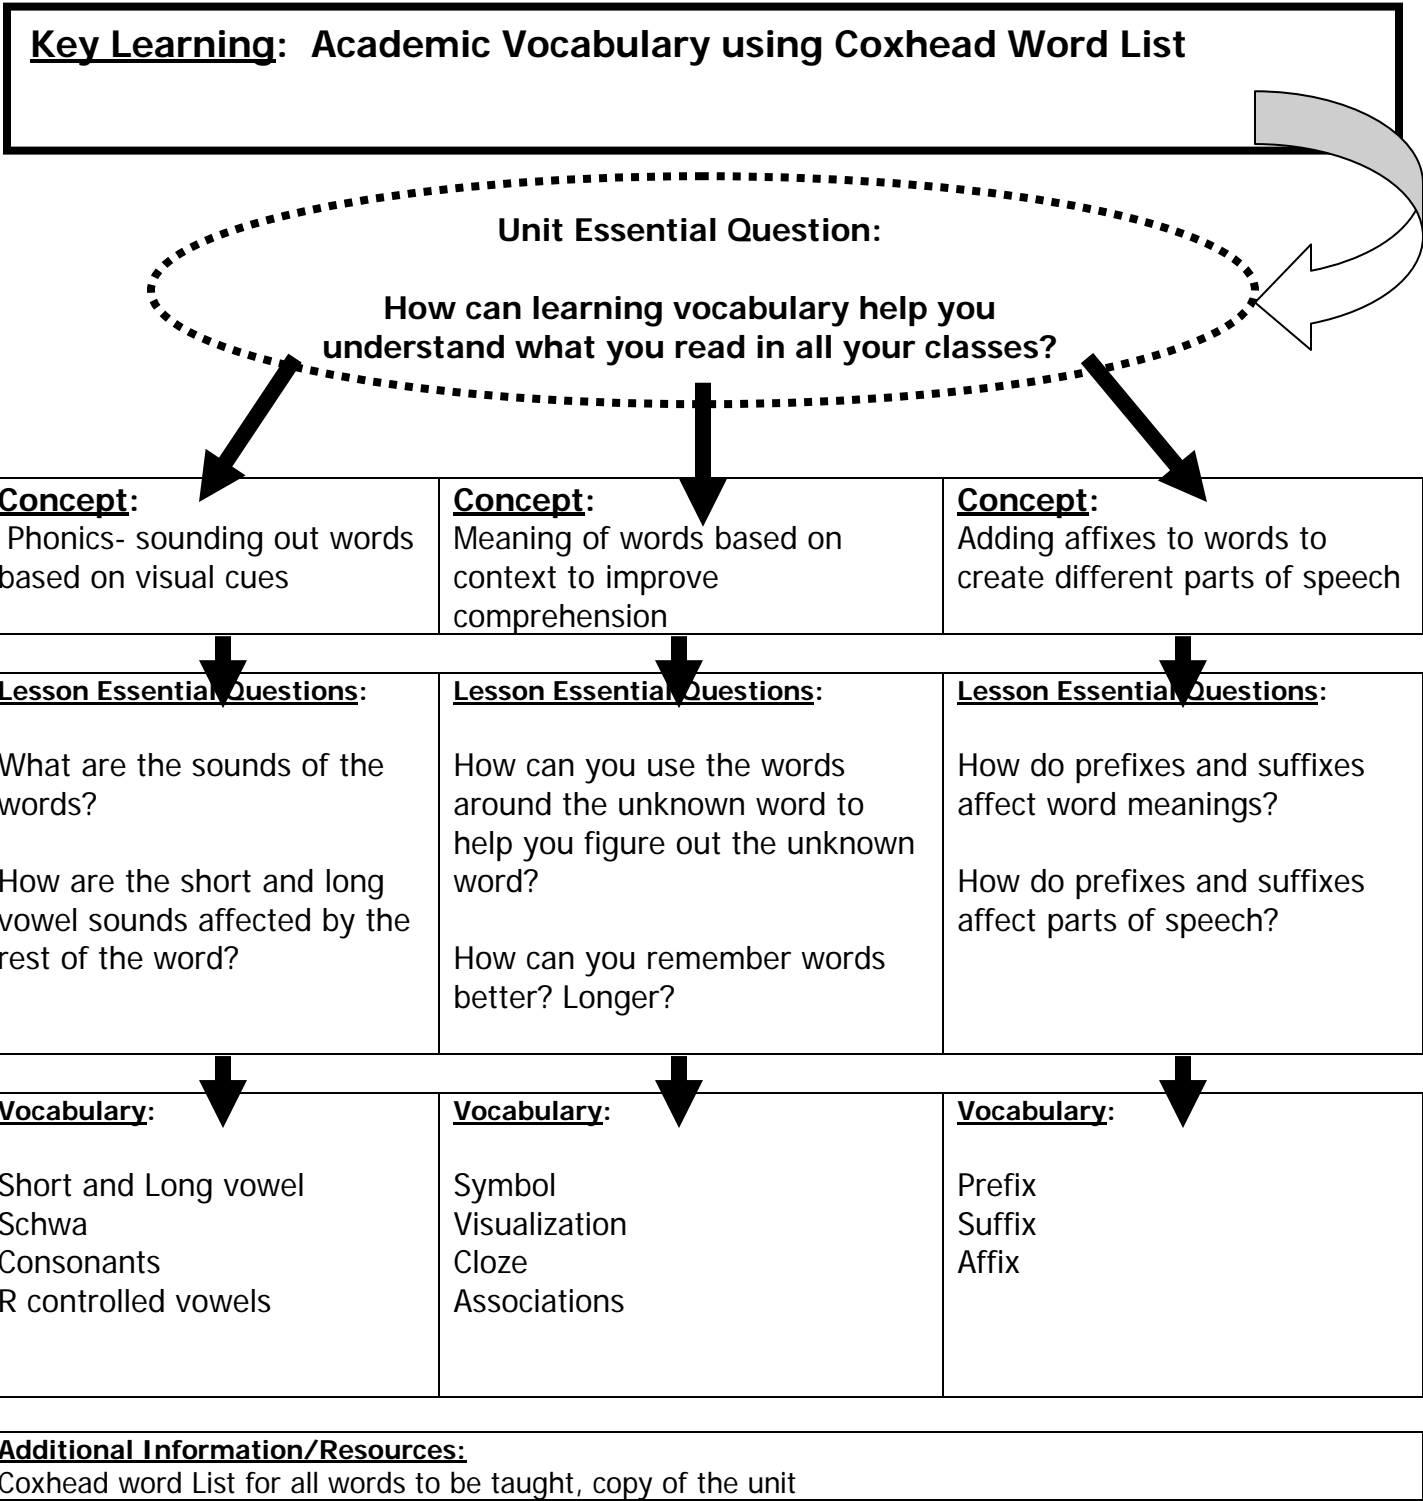 Key Learning: Academic Vocabulary using Coxhead Word List
Unit Essential Question:
How can learning vocabulary help you
understand what you read in all your classes?
Concept:
Phonics- sounding out words
based on visual cues
Concept:
Meaning of words based on
context to improve
comprehension
Concept:
Adding affixes to words to
create different parts of speech
Lesson Essential Questions:
What are the sounds of the
words?
How are the short and long
vowel sounds affected by the
rest of the word?
Lesson Essential Questions:
How can you use the words
around the unknown word to
help you figure out the unknown
word?
How can you remember words
better? Longer?
Lesson Essential Questions:
How do prefixes and suffixes
affect word meanings?
How do prefixes and suffixes
affect parts of speech?
Vocabulary:
Short and Long vowel
Schwa
Consonants
R controlled vowels
Vocabulary:
Symbol
Visualization
Cloze
Associations
Vocabulary:
Prefix
Suffix
Affix
Additional Information/Resources:
Coxhead word List for all words to be taught, copy of the unit